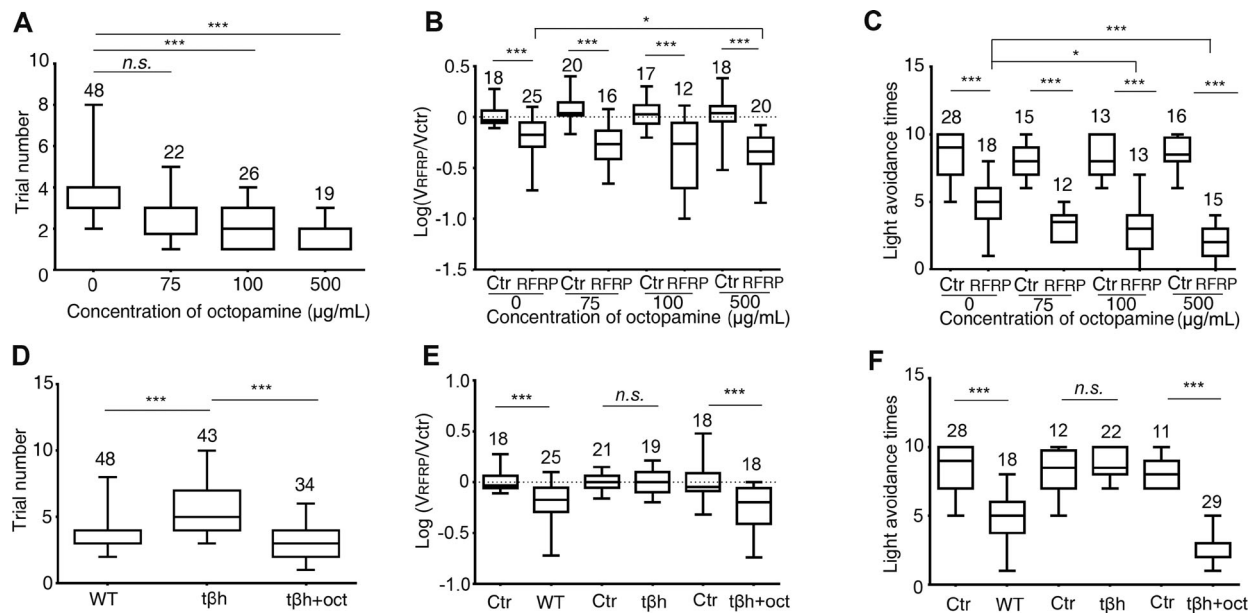 A
***
***
n.s.
48
22
26
19
10
8
6
4
2
0
Trial number
0 75 100 500
Concentration of octopamine (µg/mL)
B
*
*** *** *** ***
18 25 20 16 17 12 18 20
0.5
0
-0.5
-1.0
-1.5
Log(VRFRP/Vctr)
Ctr RFRP Ctr RFRP Ctr RFRP Ctr RFRP
0 75 100 500
Concentration of octopamine (µg/mL)
C
***
*
*** *** *** ***
28 18 15 12 13 13 16 15
15
10
5
0
Light avoidance times
Ctr RFRP Ctr RFRP Ctr RFRP Ctr RFRP
0 75 100 500
Concentration of octopamine (µg/mL)
D
*** ***
48 43 34
15
10
5
0
Trial number
WT tβh tβh+oct
E
*** n.s. ***
18 25 21 19 18 18
1.0
0.5
0
-0.5
-1.0
Log (VRFRP/Vctr)
Ctr WT Ctr tβh Ctr tβh+oct
F
*** n.s. ***
28 18 12 22 11 29
15
10
5
0
Light avoidance times
Ctr WT Ctr tβh Ctr tβh+oct